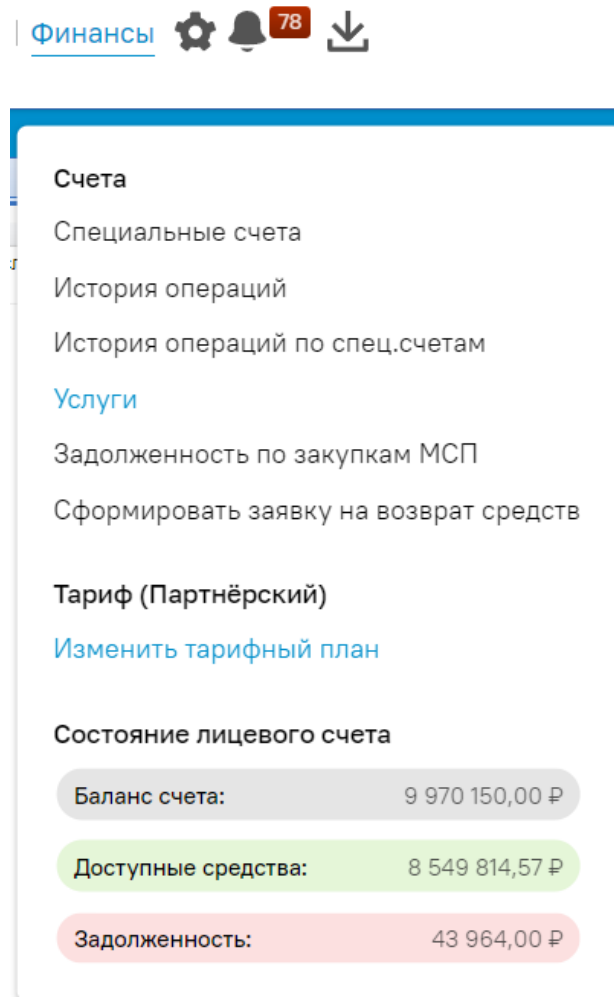 Финансы 78
Счета
Специальные счета
История операций
История операций по спец.счетам
Услуги
Задолженность по закупкам МСП
Сформировать заявку на возврат средств
Тариф (Партнёрский)
Изменить тарифный план
Состояние лицевого счета
Баланс счета: 9 970 150,00 ₽
Доступные средства: 8 549 814,57 ₽
Задолженность: 43 964,00 ₽